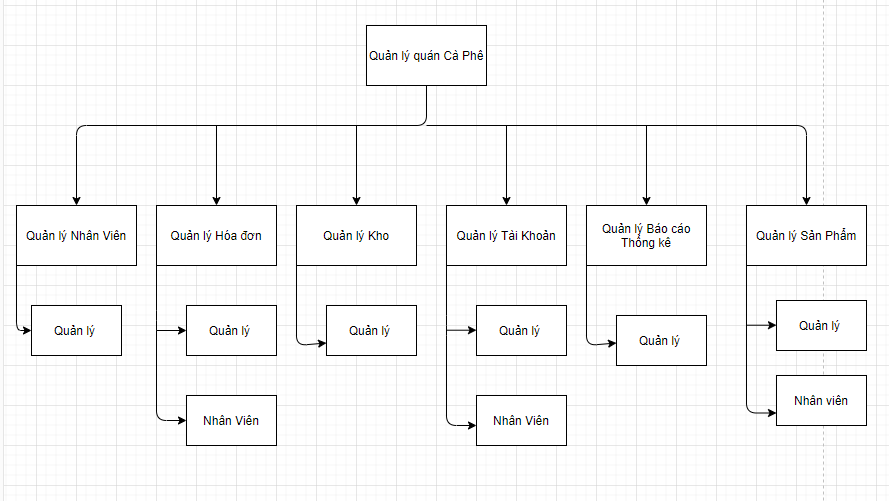 Quản lý quán Cà Phê
Quản lý Nhân Viên
Quản lý Hóa đơn
Quản lý Kho
Quản lý Tài Khoản
Quản lý Báo cáo
Thống kê
Quản lý Sản Phẩm
Quản lý
Quản lý
Quản lý
Quản lý
Quản lý
Quản lý
Nhân Viên
Nhân Viên
Nhân viên